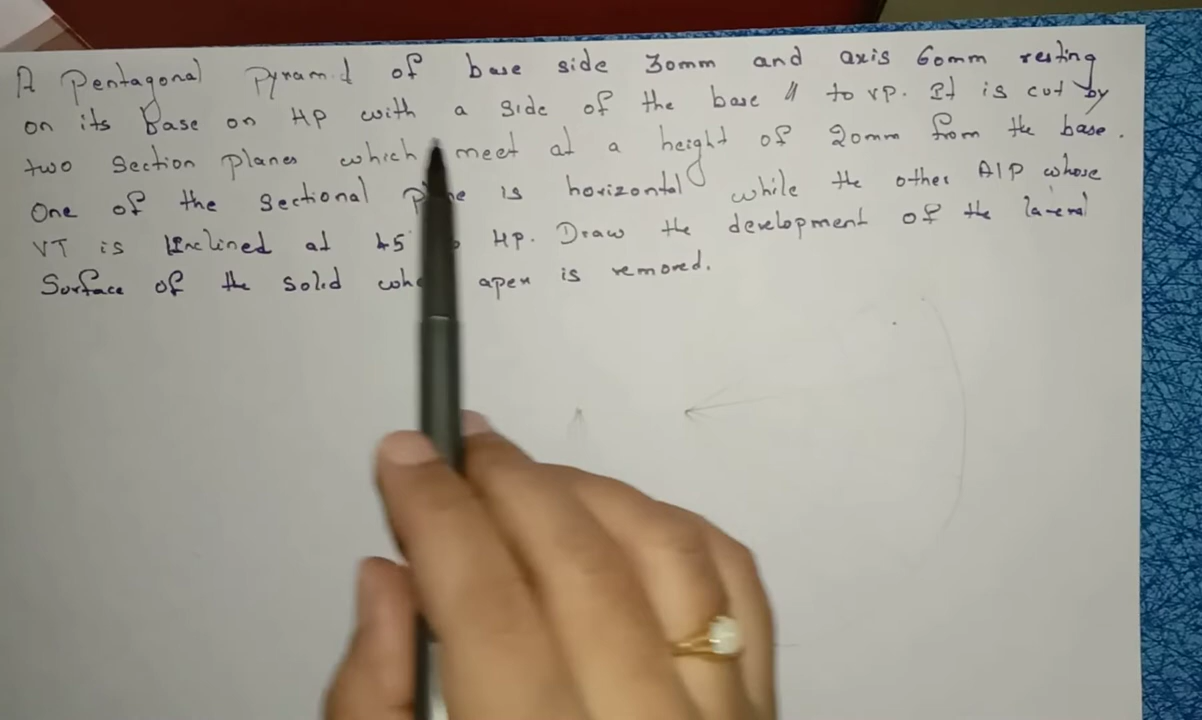 A Pentagonal Pyramid of base side 30mm and axis 60mm resting
on its Base on HP with a side of the base // to VP. It is cut by
two Section planes which meet at a height of 20mm from the base.
One of the sectional is horizontal while the other AIP whose
VT is Inclined at 45° HP. Draw the development of the lateral
Surface of the solid apex is removed.